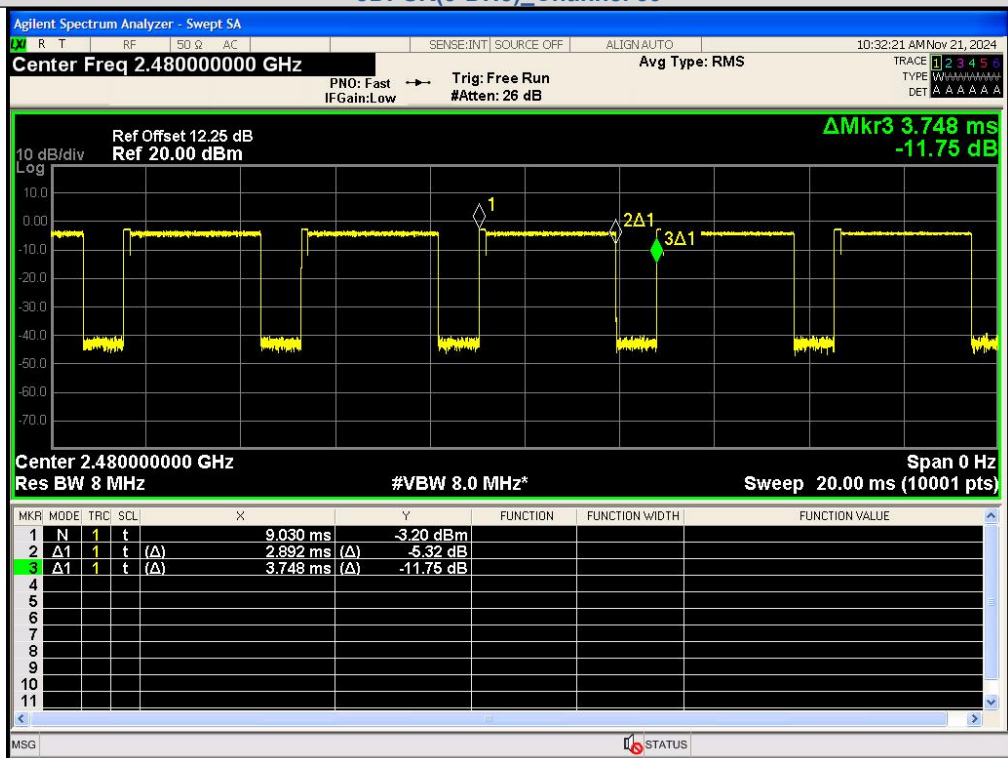 Agilent Spectrum Analyzer - Swept SA
LXI R T RF 50 Ω AC SENSE:INT SOURCE OFF ALIGNAUTO 10:32:21 AM Nov 21, 2024
Center Freq 2.480000000 GHz Avg Type: RMS TRACE 1 2 3 4 5 6
PNO: Fast Trig: Free Run TYPE W
IFGain:Low #Atten: 26 dB DET A A A A A A
ΔMkr3 3.748 ms
Ref Offset 12.25 dB
10 dB/div Ref 20.00 dBm -11.75 dB
Log
10.0
0.00
-10.0
-20.0
-30.0
-40.0
-50.0
-60.0
-70.0
1
2Δ1
3Δ1
Center 2.480000000 GHz Span 0 Hz
Res BW 8 MHz #VBW 8.0 MHz* Sweep 20.00 ms (10001 pts)
MKR MODE TRC SCL X Y FUNCTION FUNCTION WIDTH FUNCTION VALUE
1 N 1 t 9.030 ms -3.20 dBm
2 Δ1 1 t (Δ) 2.892 ms (Δ) -5.32 dB
3 Δ1 1 t (Δ) 3.748 ms (Δ) -11.75 dB
4
5
6
7
8
9
10
11
MSG STATUS